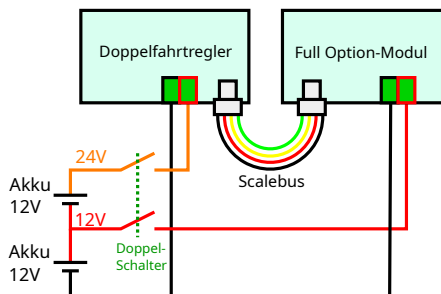 Doppelfahrtregler
Full Option-Modul
24V
Scalebus
Akku
12V
12V
Doppel-
Schalter
Akku
12V